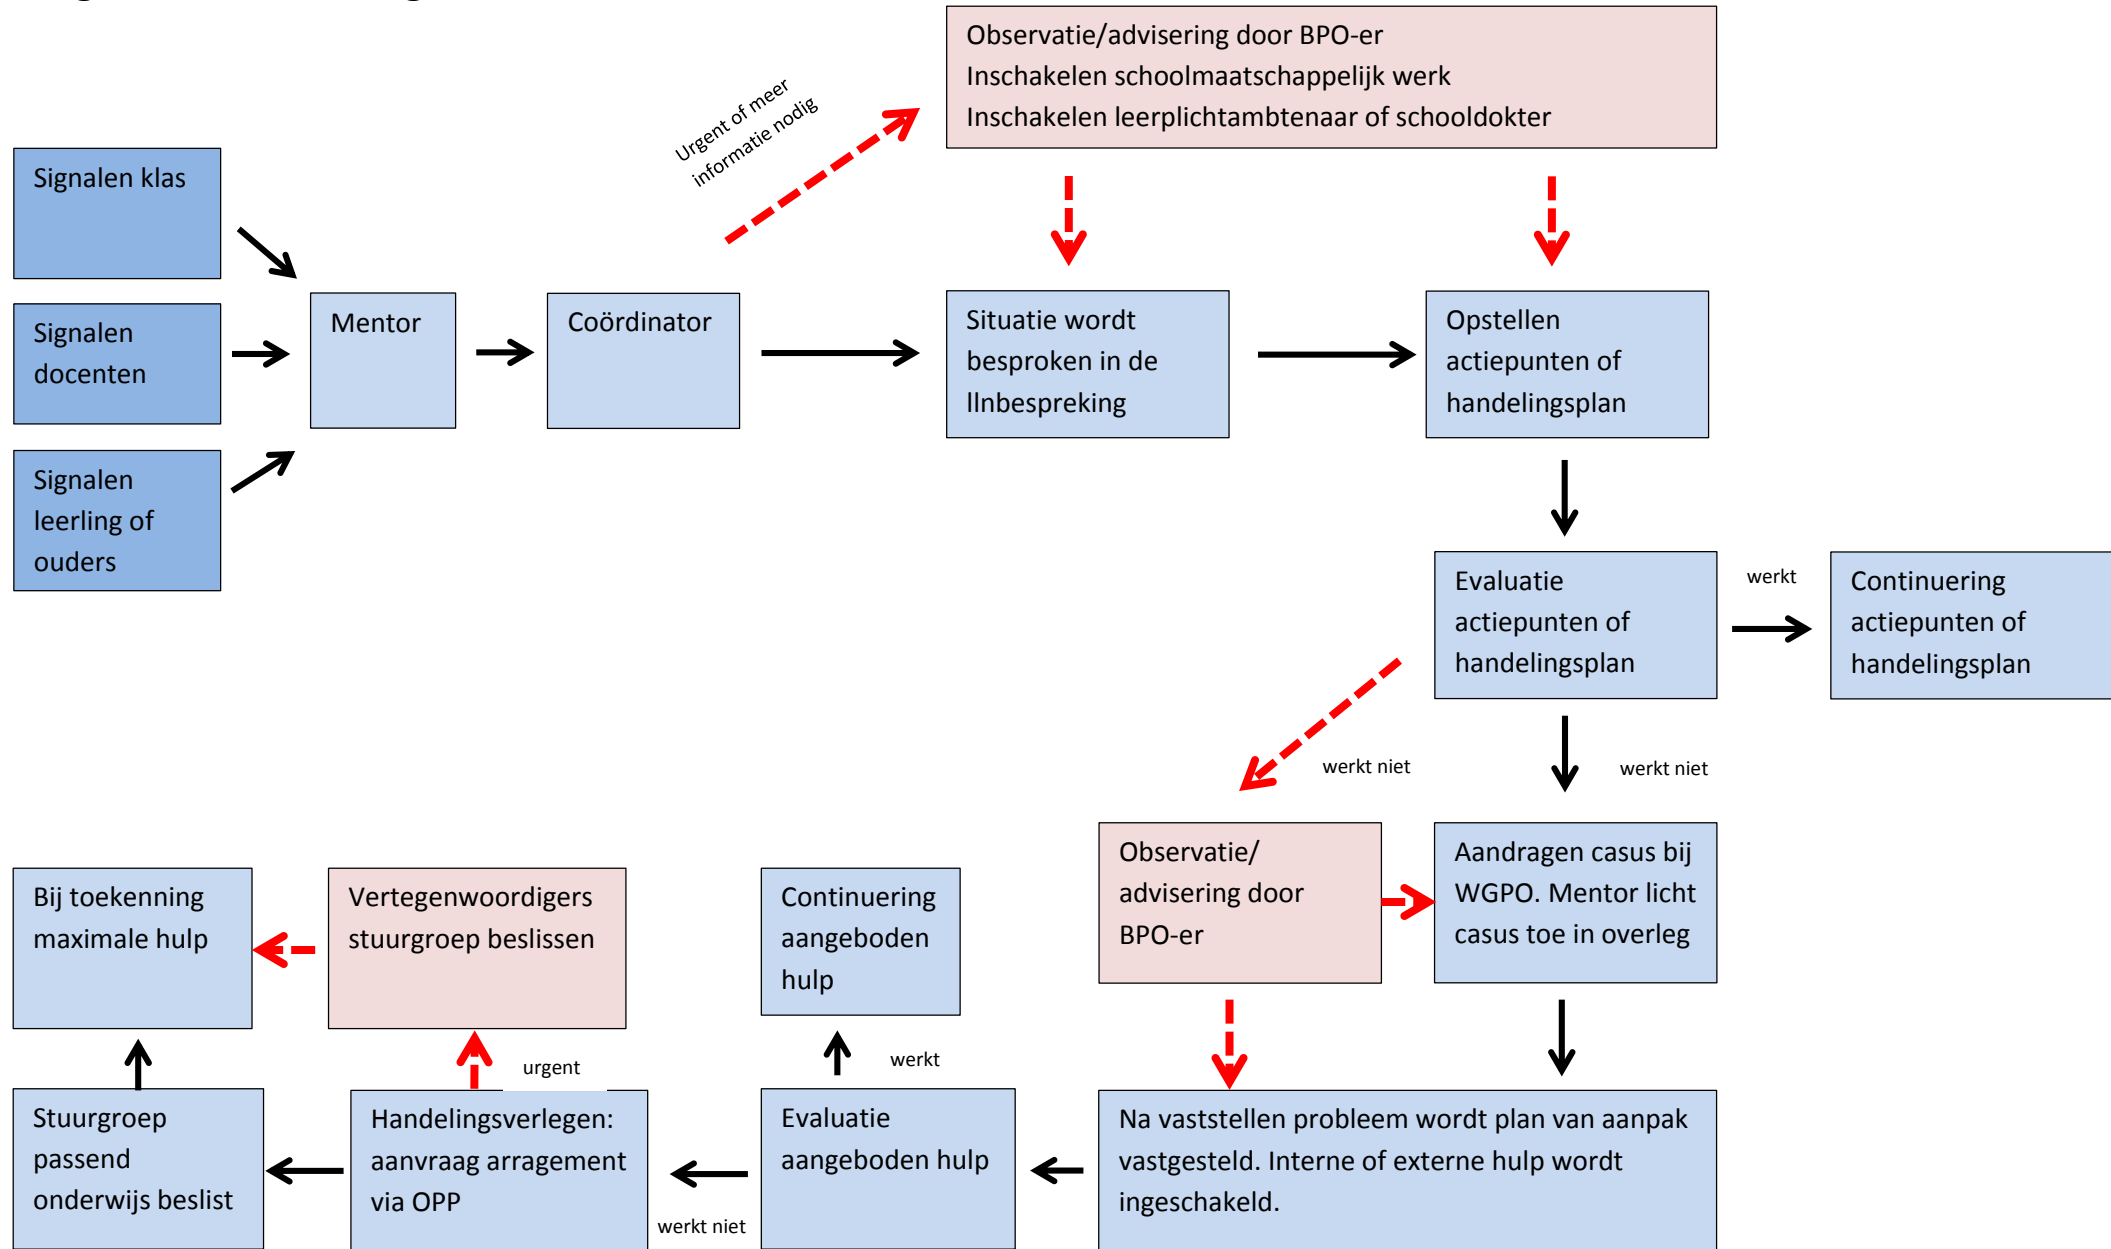 Observatie/advisering door BPO-er
Inschakelen schoolmaatschappelijk werk
Inschakelen leerplichtambtenaar of schooldokter
Urgent of meer
informatie nodig
Signalen klas
Signalen
docenten
Signalen
leerling of
ouders
Mentor
Coördinator
Situatie wordt
besproken in de
llnbespreking
Opstellen
actiepunten of
handelingsplan
Evaluatie
actiepunten of
handelingsplan
werkt
Continuering
actiepunten of
handelingsplan
werkt niet
werkt niet
Observatie/
advisering door
BPO-er
Aandragen casus bij
WGPO. Mentor licht
casus toe in overleg
Bij toekenning
maximale hulp
Vertegenwoordigers
stuurgroep beslissen
Continuering
aangeboden
hulp
urgent
werkt
Stuurgroep
passend
onderwijs beslist
Handelingsverlegen:
aanvraag arragement
via OPP
werkt niet
Evaluatie
aangeboden hulp
Na vaststellen probleem wordt plan van aanpak
vastgesteld. Interne of externe hulp wordt
ingeschakeld.